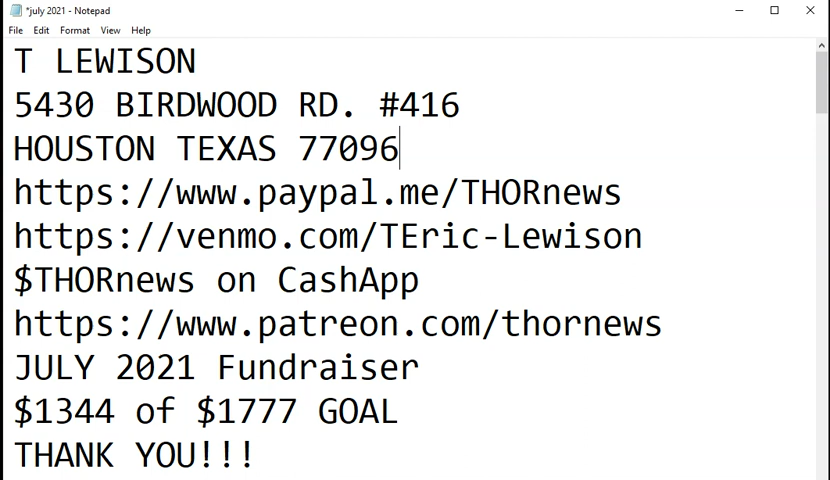 *july 2021 - Notepad
File Edit Format View Help
T LEWISON
5430 BIRDWOOD RD. #416
HOUSTON TEXAS 77096
https://www.paypal.me/THORnews
https://venmo.com/TEric-Lewison
$THORnews on CashApp
https://www.patreon.com/thornews
JULY 2021 Fundraiser
$1344 of $1777 GOAL
THANK YOU!!!